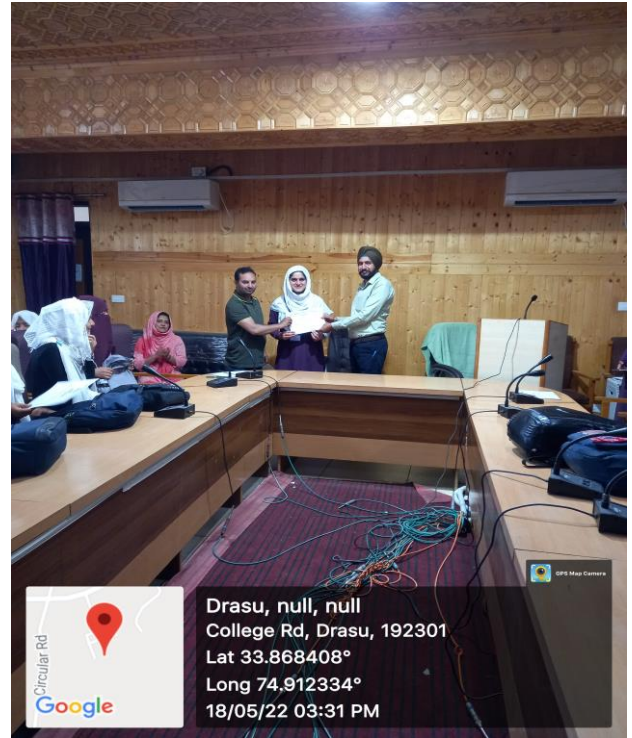 GPS Map Camera
Drasu, null, null
College Rd, Drasu, 192301
Lat 33.868408°
Long 74.912334°
18/05/22 03:31 PM
Circular Rd
Google